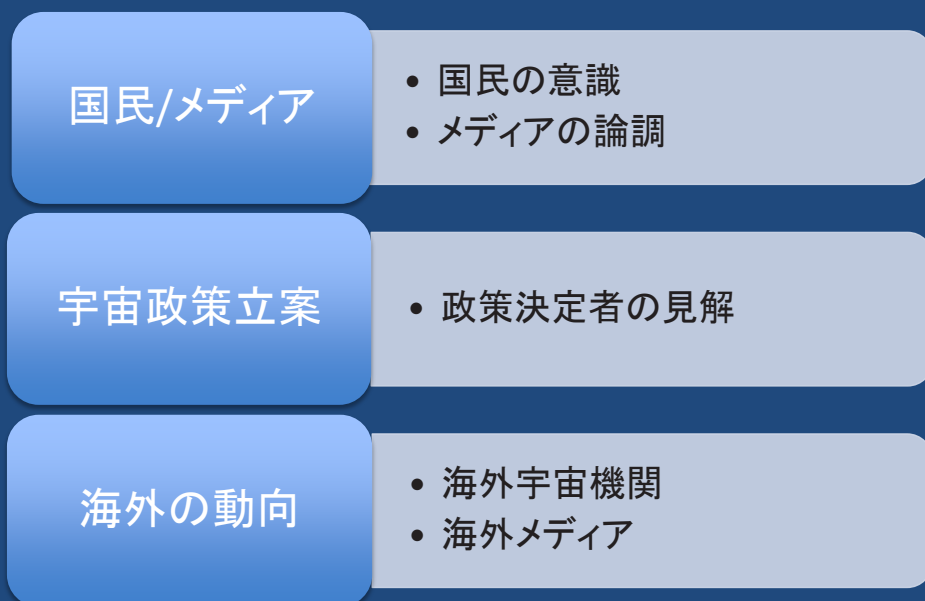 国民/メディア
• 国民の意識
• メディアの論調
宇宙政策立案
• 政策決定者の見解
海外の動向
• 海外宇宙機関
• 海外メディア